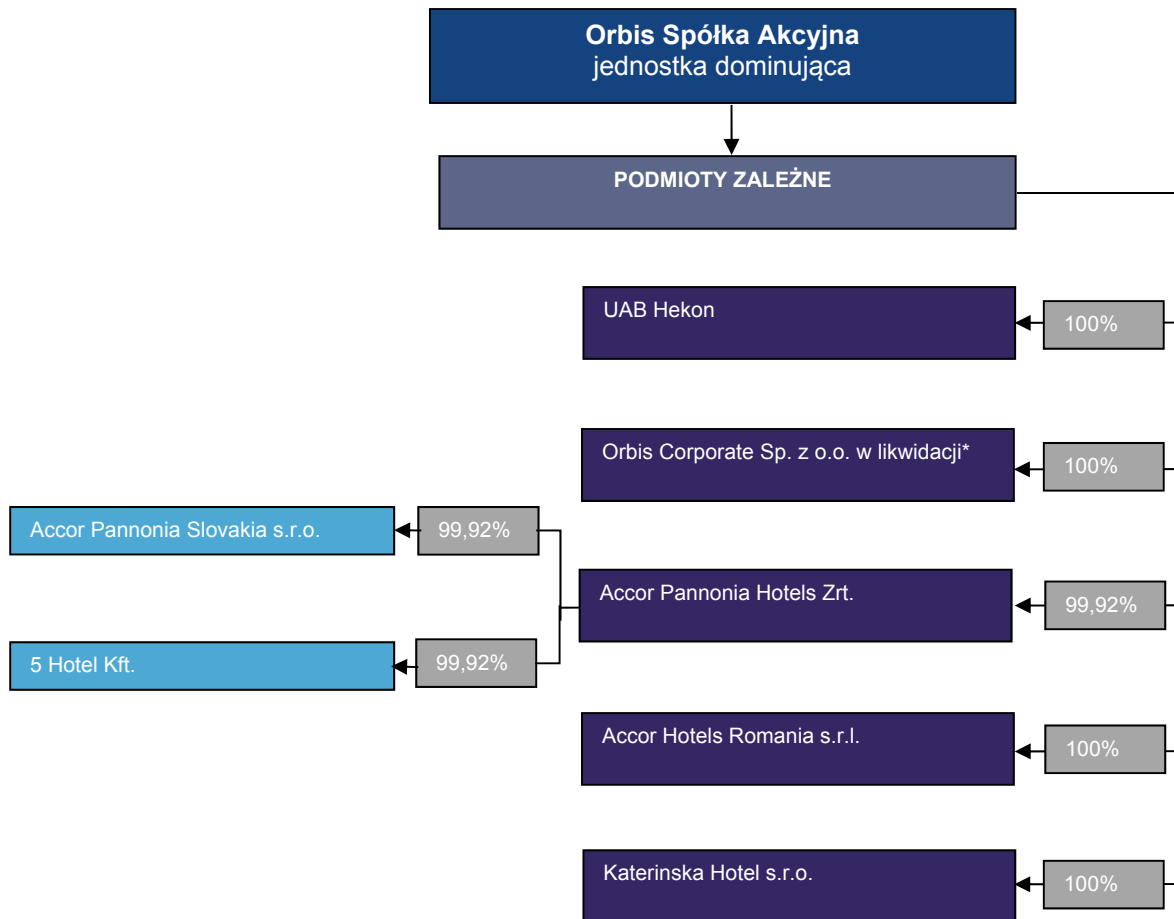 Orbis Spółka Akcyjna
jednostka dominująca
PODMIOTY ZALEŻNE
UAB Hekon
100%
Orbis Corporate Sp. z o.o. w likwidacji*
100%
Accor Pannonia Slovakia s.r.o.
99,92%
Accor Pannonia Hotels Zrt.
99,92%
5 Hotel Kft.
99,92%
Accor Hotels Romania s.r.l.
100%
Katerinska Hotel s.r.o.
100%